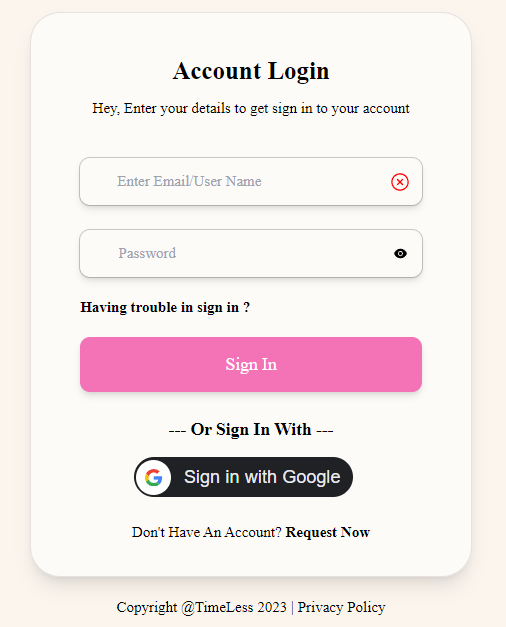 Account Login
Hey, Enter your details to get sign in to your account
Enter Email/User Name
Password
Having trouble in sign in ?
Sign In
--- Or Sign In With ---
Sign in with Google
Don't Have An Account? Request Now
Copyright @TimeLess 2023 | Privacy Policy